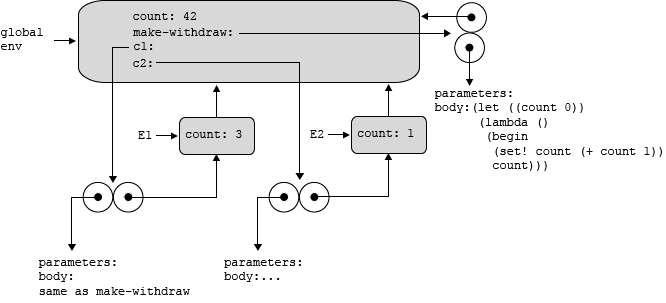 count: 42
make-withdraw:
c1:
c2:
global
env
parameters:
body:(let ((count 0))
(lambda ()
(begin
(set! count (+ count 1))
count)))
E1
count: 3
E2
count: 1
parameters:
body:
same as make-withdraw
parameters:
body:...